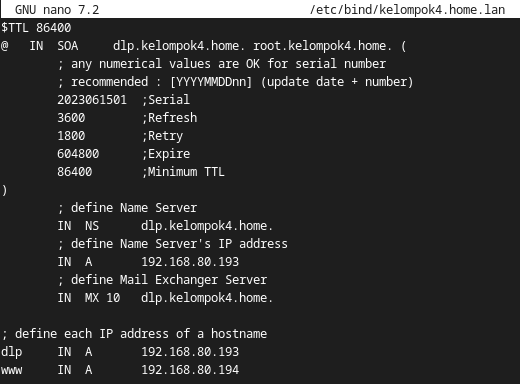 GNU nano 7.2 /etc/bind/kelompok4.home.lan
$TTL 86400
@ IN SOA dlp.kelompok4.home. root.kelompok4.home. (
; any numerical values are OK for serial number
; recommended : [YYYYMMDDnn] (update date + number)
2023061501 ;Serial
3600 ;Refresh
1800 ;Retry
604800 ;Expire
86400 ;Minimum TTL
)
; define Name Server
IN NS dlp.kelompok4.home.
; define Name Server's IP address
IN A 192.168.80.193
; define Mail Exchanger Server
IN MX 10 dlp.kelompok4.home.
; define each IP address of a hostname
dlp IN A 192.168.80.193
www IN A 192.168.80.194